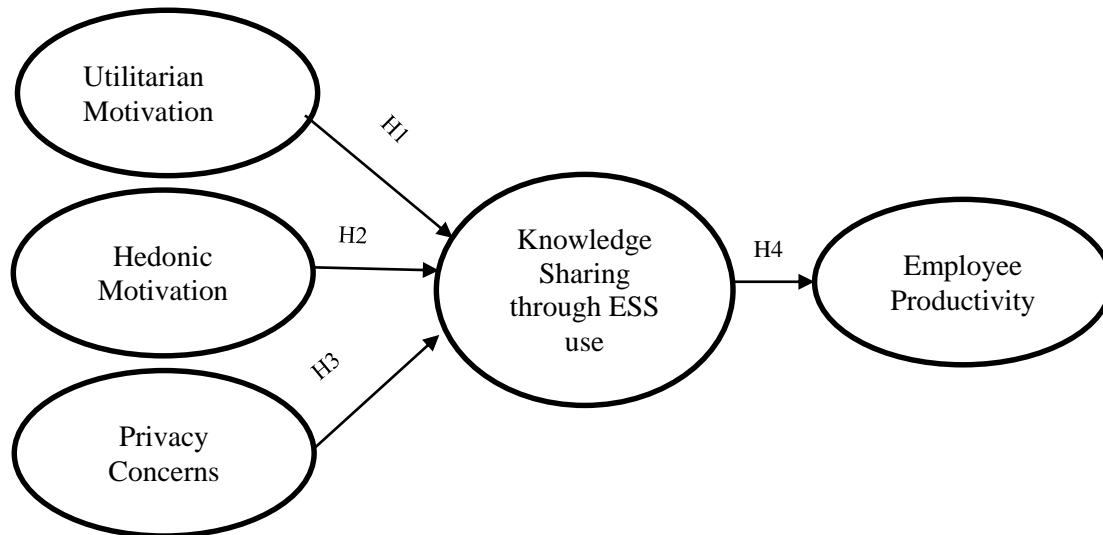 Utilitarian
Motivation
H1
Hedonic
Motivation
H2
Privacy
Concerns
H3
Knowledge
Sharing
through ESS
use
H4
Employee
Productivity